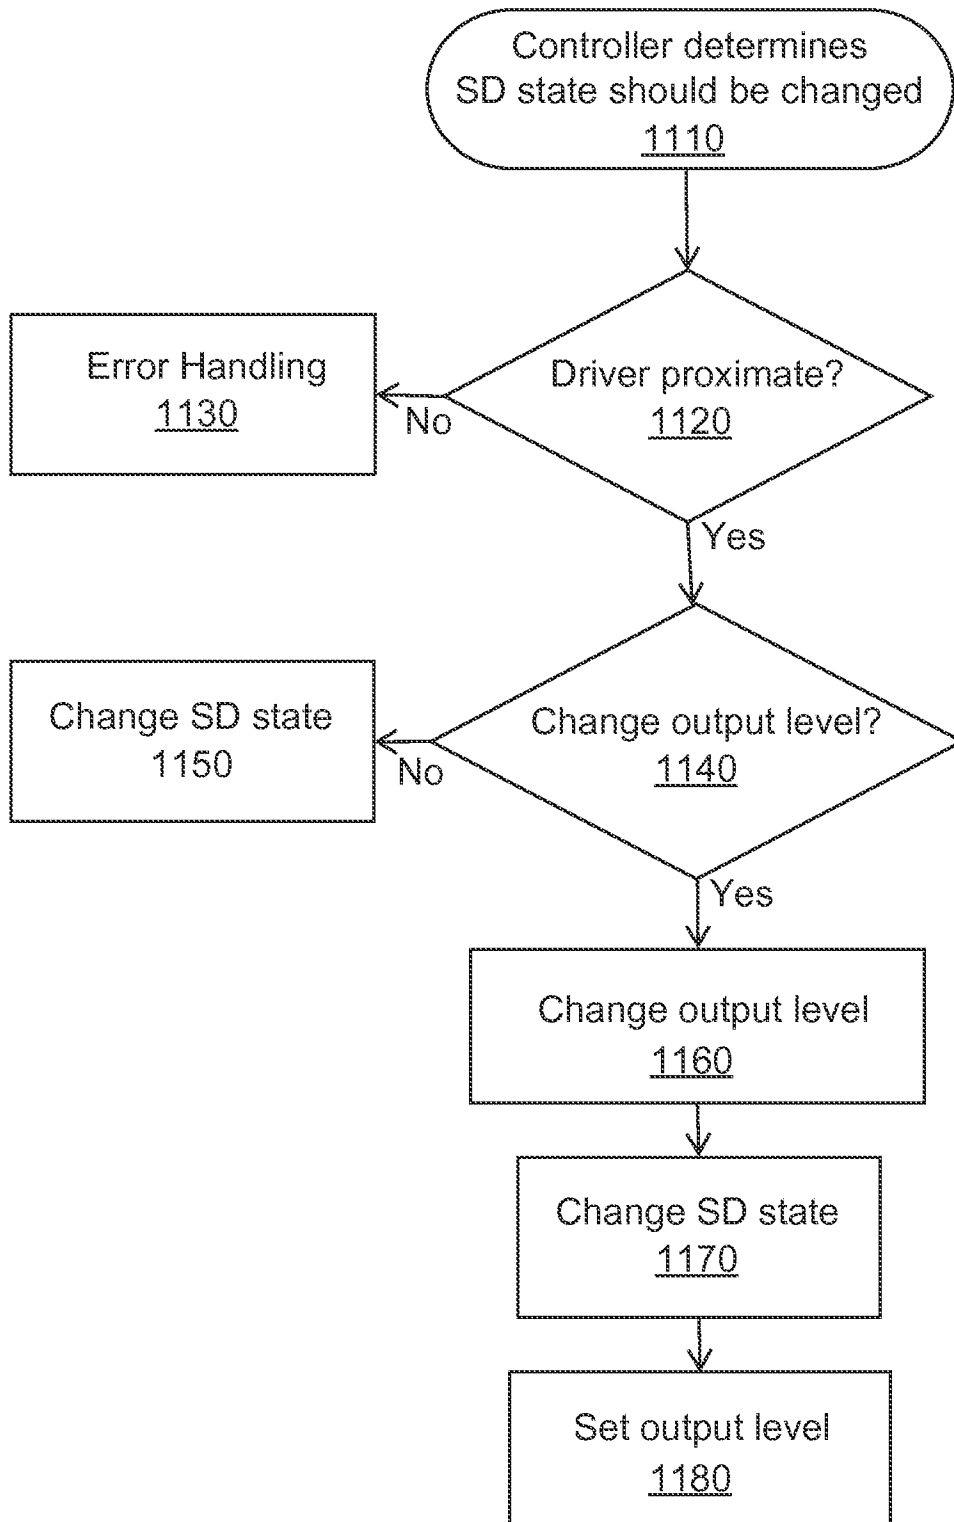 Controller determines
SD state should be changed
1110
Driver proximate?
1120
Error Handling
1130
No
Yes
Change output level?
1140
Change SD state
1150
No
Yes
Change output level
1160
Change SD state
1170
Set output level
1180